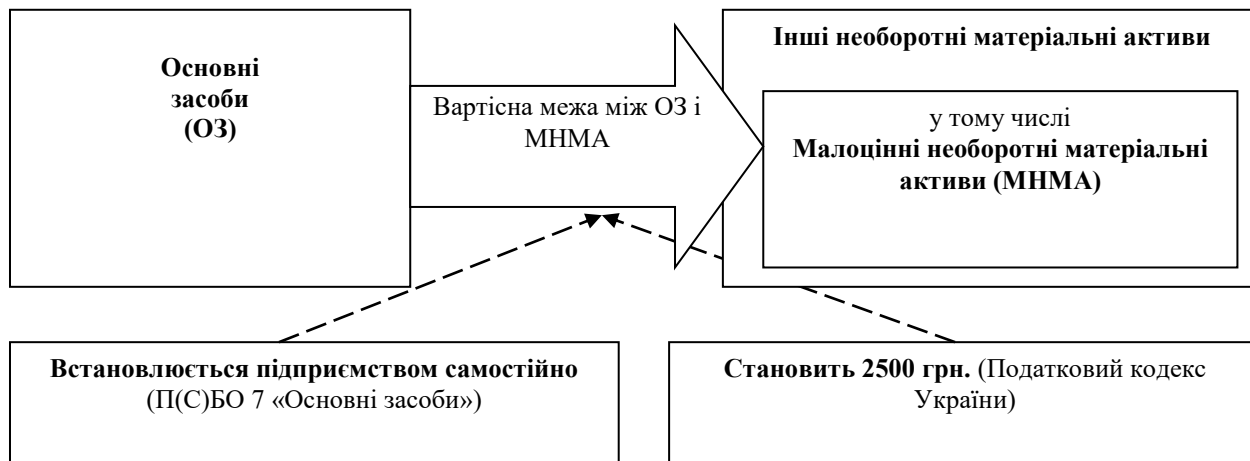 Основні
засоби
(ОЗ)
Вартісна межа між ОЗ і
МНМА
Інші необоротні матеріальні активи
у тому числі
Малоцінні необоротні матеріальні
активи (МНМА)
Встановлюється підприємством самостійно
(П(С)БО 7 «Основні засоби»)
Становить 2500 грн. (Податковий кодекс
України)